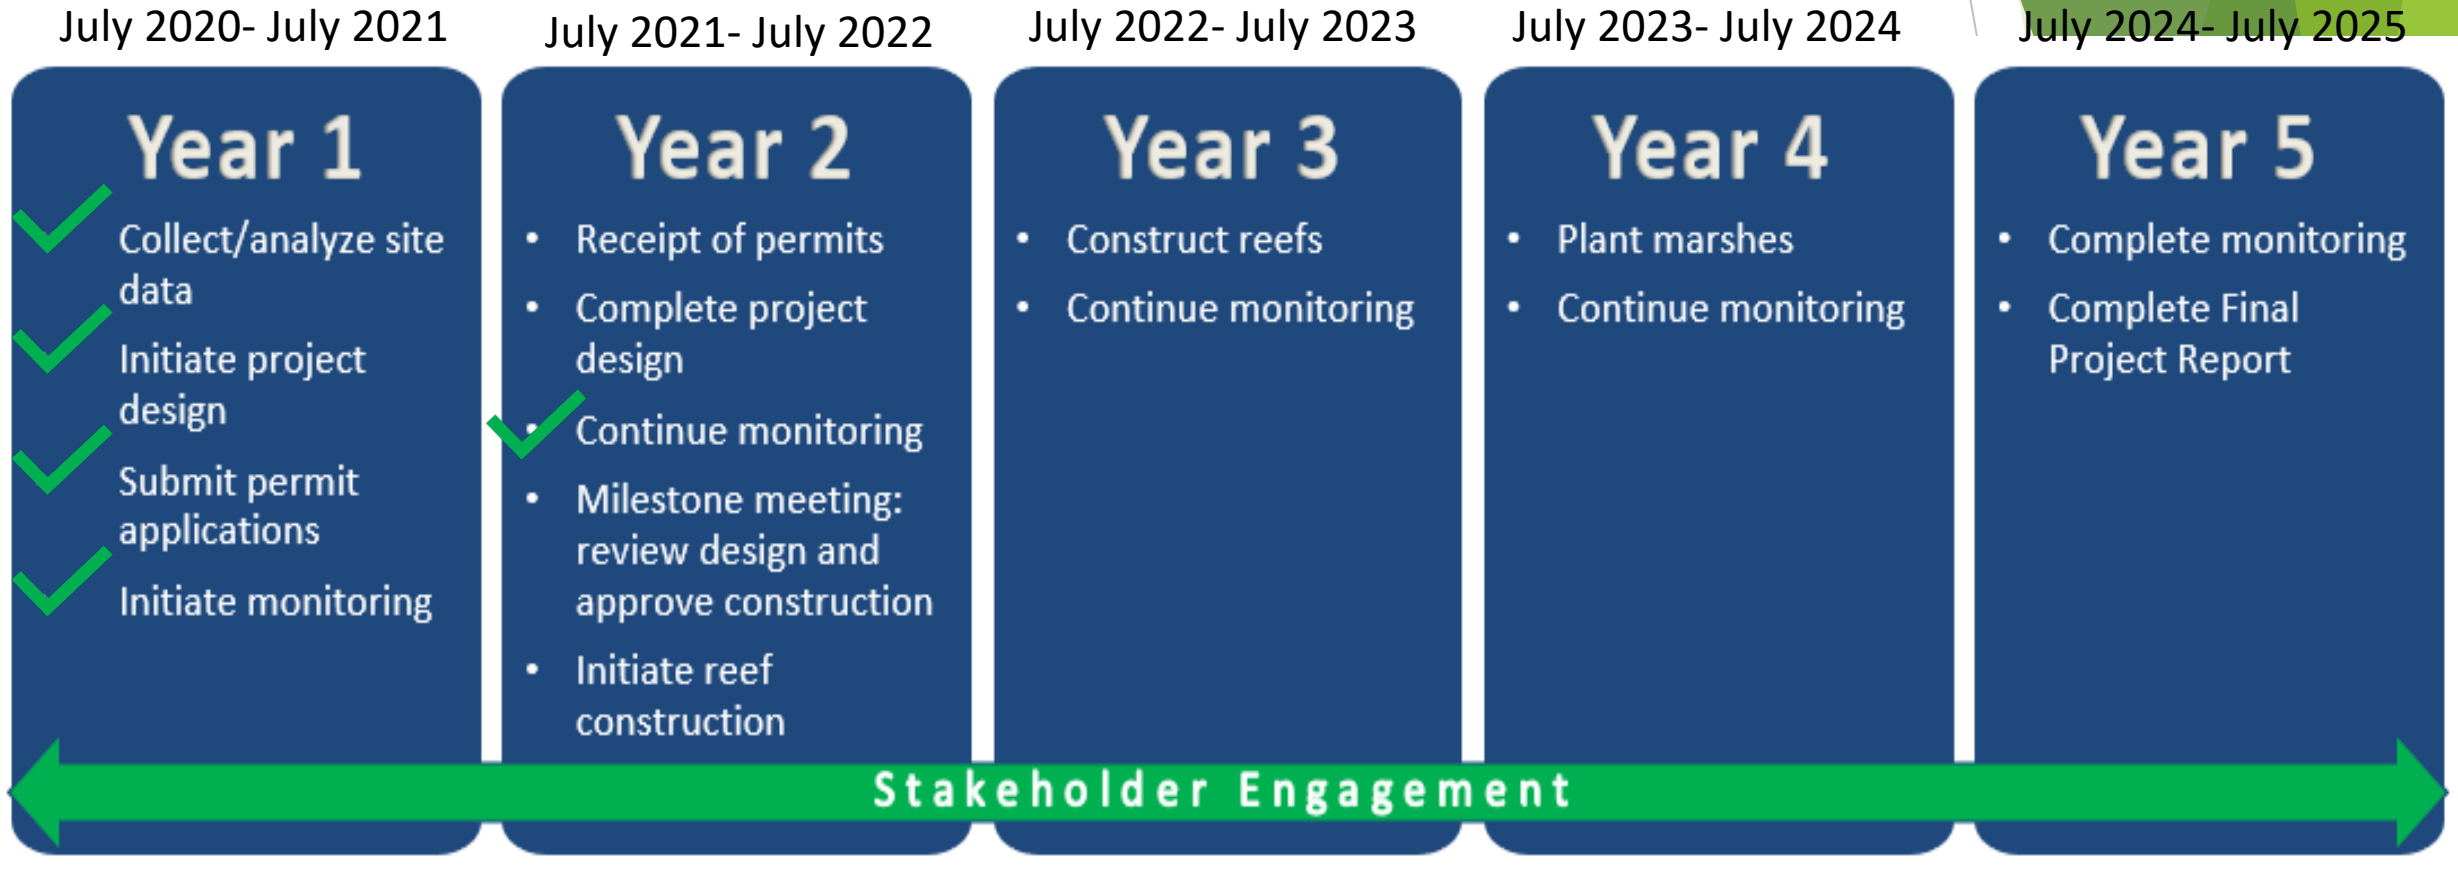 July 2020- July 2021
July 2021- July 2022
July 2022- July 2023
July 2023- July 2024
July 2024- July 2025
Year 1
Collect/analyze site
data
Initiate project
design
Submit permit
applications
Initiate monitoring
Year 2
• Receipt of permits
• Complete project
design
• Continue monitoring
• Milestone meeting:
review design and
approve construction
• Initiate reef
construction
Year 3
• Construct reefs
• Continue monitoring
Year 4
• Plant marshes
• Continue monitoring
Year 5
• Complete monitoring
• Complete Final
Project Report
Stakeholder Engagement